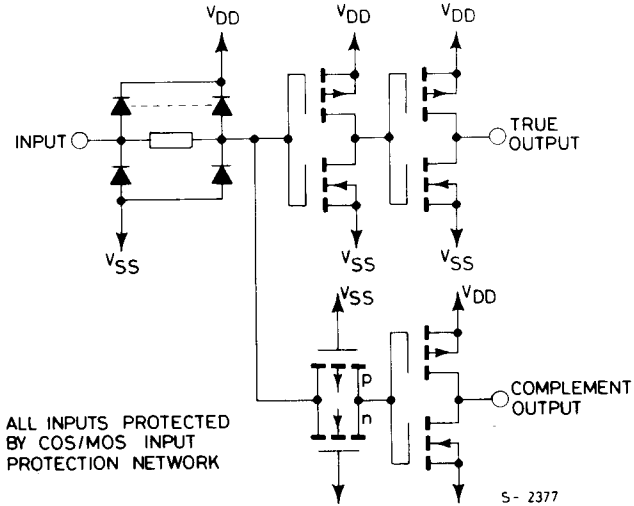 VDD
VDD
VDD
INPUT
TRUE
OUTPUT
VSS
VSS
VSS
VSS
VDD
p
n
COMPLEMENT
OUTPUT
ALL INPUTS PROTECTED
BY COS/MOS INPUT
PROTECTION NETWORK
S- 2377